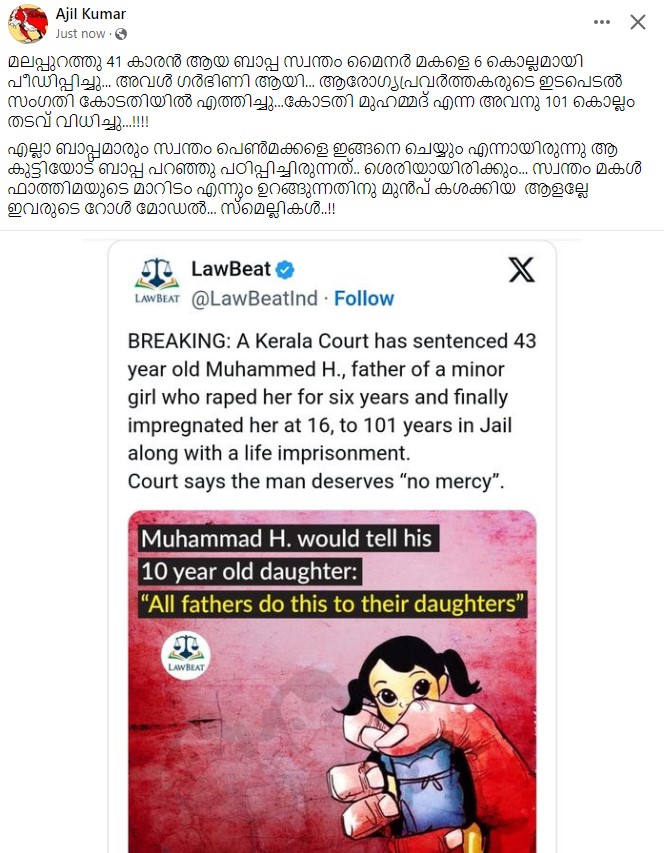 Ajil Kumar
Just now ·
മലപ്പുറത്തു 41 കാരൻ ആയ ബാപ്പ സ്വന്തം മൈനർ മകളെ 6 കൊല്ലമായി
പീഡിപ്പിച്ചു... അവൾ ഗർഭിണി ആയി... ആരോഗ്യപ്രവർത്തകരുടെ ഇടപെടൽ
സംഗതി കോടതിയിൽ എത്തിച്ചു...കോടതി മുഹമ്മദ് എന്ന അവനു 101 കൊല്ലം
തടവ് വിധിച്ചു...!!!!
എല്ലാ ബാപ്പമാരും സ്വന്തം പെൺമക്കളെ ഇങ്ങനെ ചെയ്യും എന്നായിരുന്നു ആ
കുട്ടിയോട് ബാപ്പ പറഞ്ഞു പഠിപ്പിച്ചിരുന്നത്.. ശെരിയായിരിക്കും... സ്വന്തം മകൾ
ഫാത്തിമയുടെ മാറിടം എന്നും ഉറങ്ങുന്നതിനു മുൻപ് കശക്കിയ ആളല്ലേ
ഇവരുടെ റോൾ മോഡൽ... സ്മെല്ലികൾ..!!
LawBeat
@LawBeatInd · Follow
LAWBEAT
BREAKING: A Kerala Court has sentenced 43
year old Muhammed H., father of a minor
girl who raped her for six years and finally
impregnated her at 16, to 101 years in Jail
along with a life imprisonment.
Court says the man deserves “no mercy”.
Muhammad H. would tell his
10 year old daughter:
“All fathers do this to their daughters”
LAWBEAT